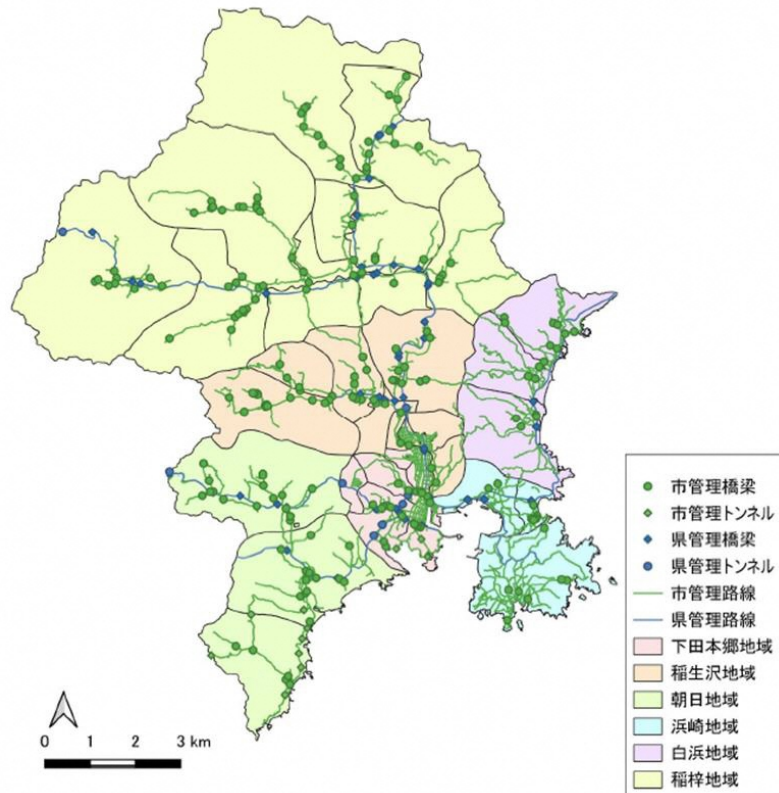 市管理橋梁
市管理トンネル
県管理橋梁
県管理トンネル
市管理路線
県管理路線
下田本郷地域
稲生沢地域
朝日地域
浜崎地域
白浜地域
稲梓地域
0 1 2 3 km